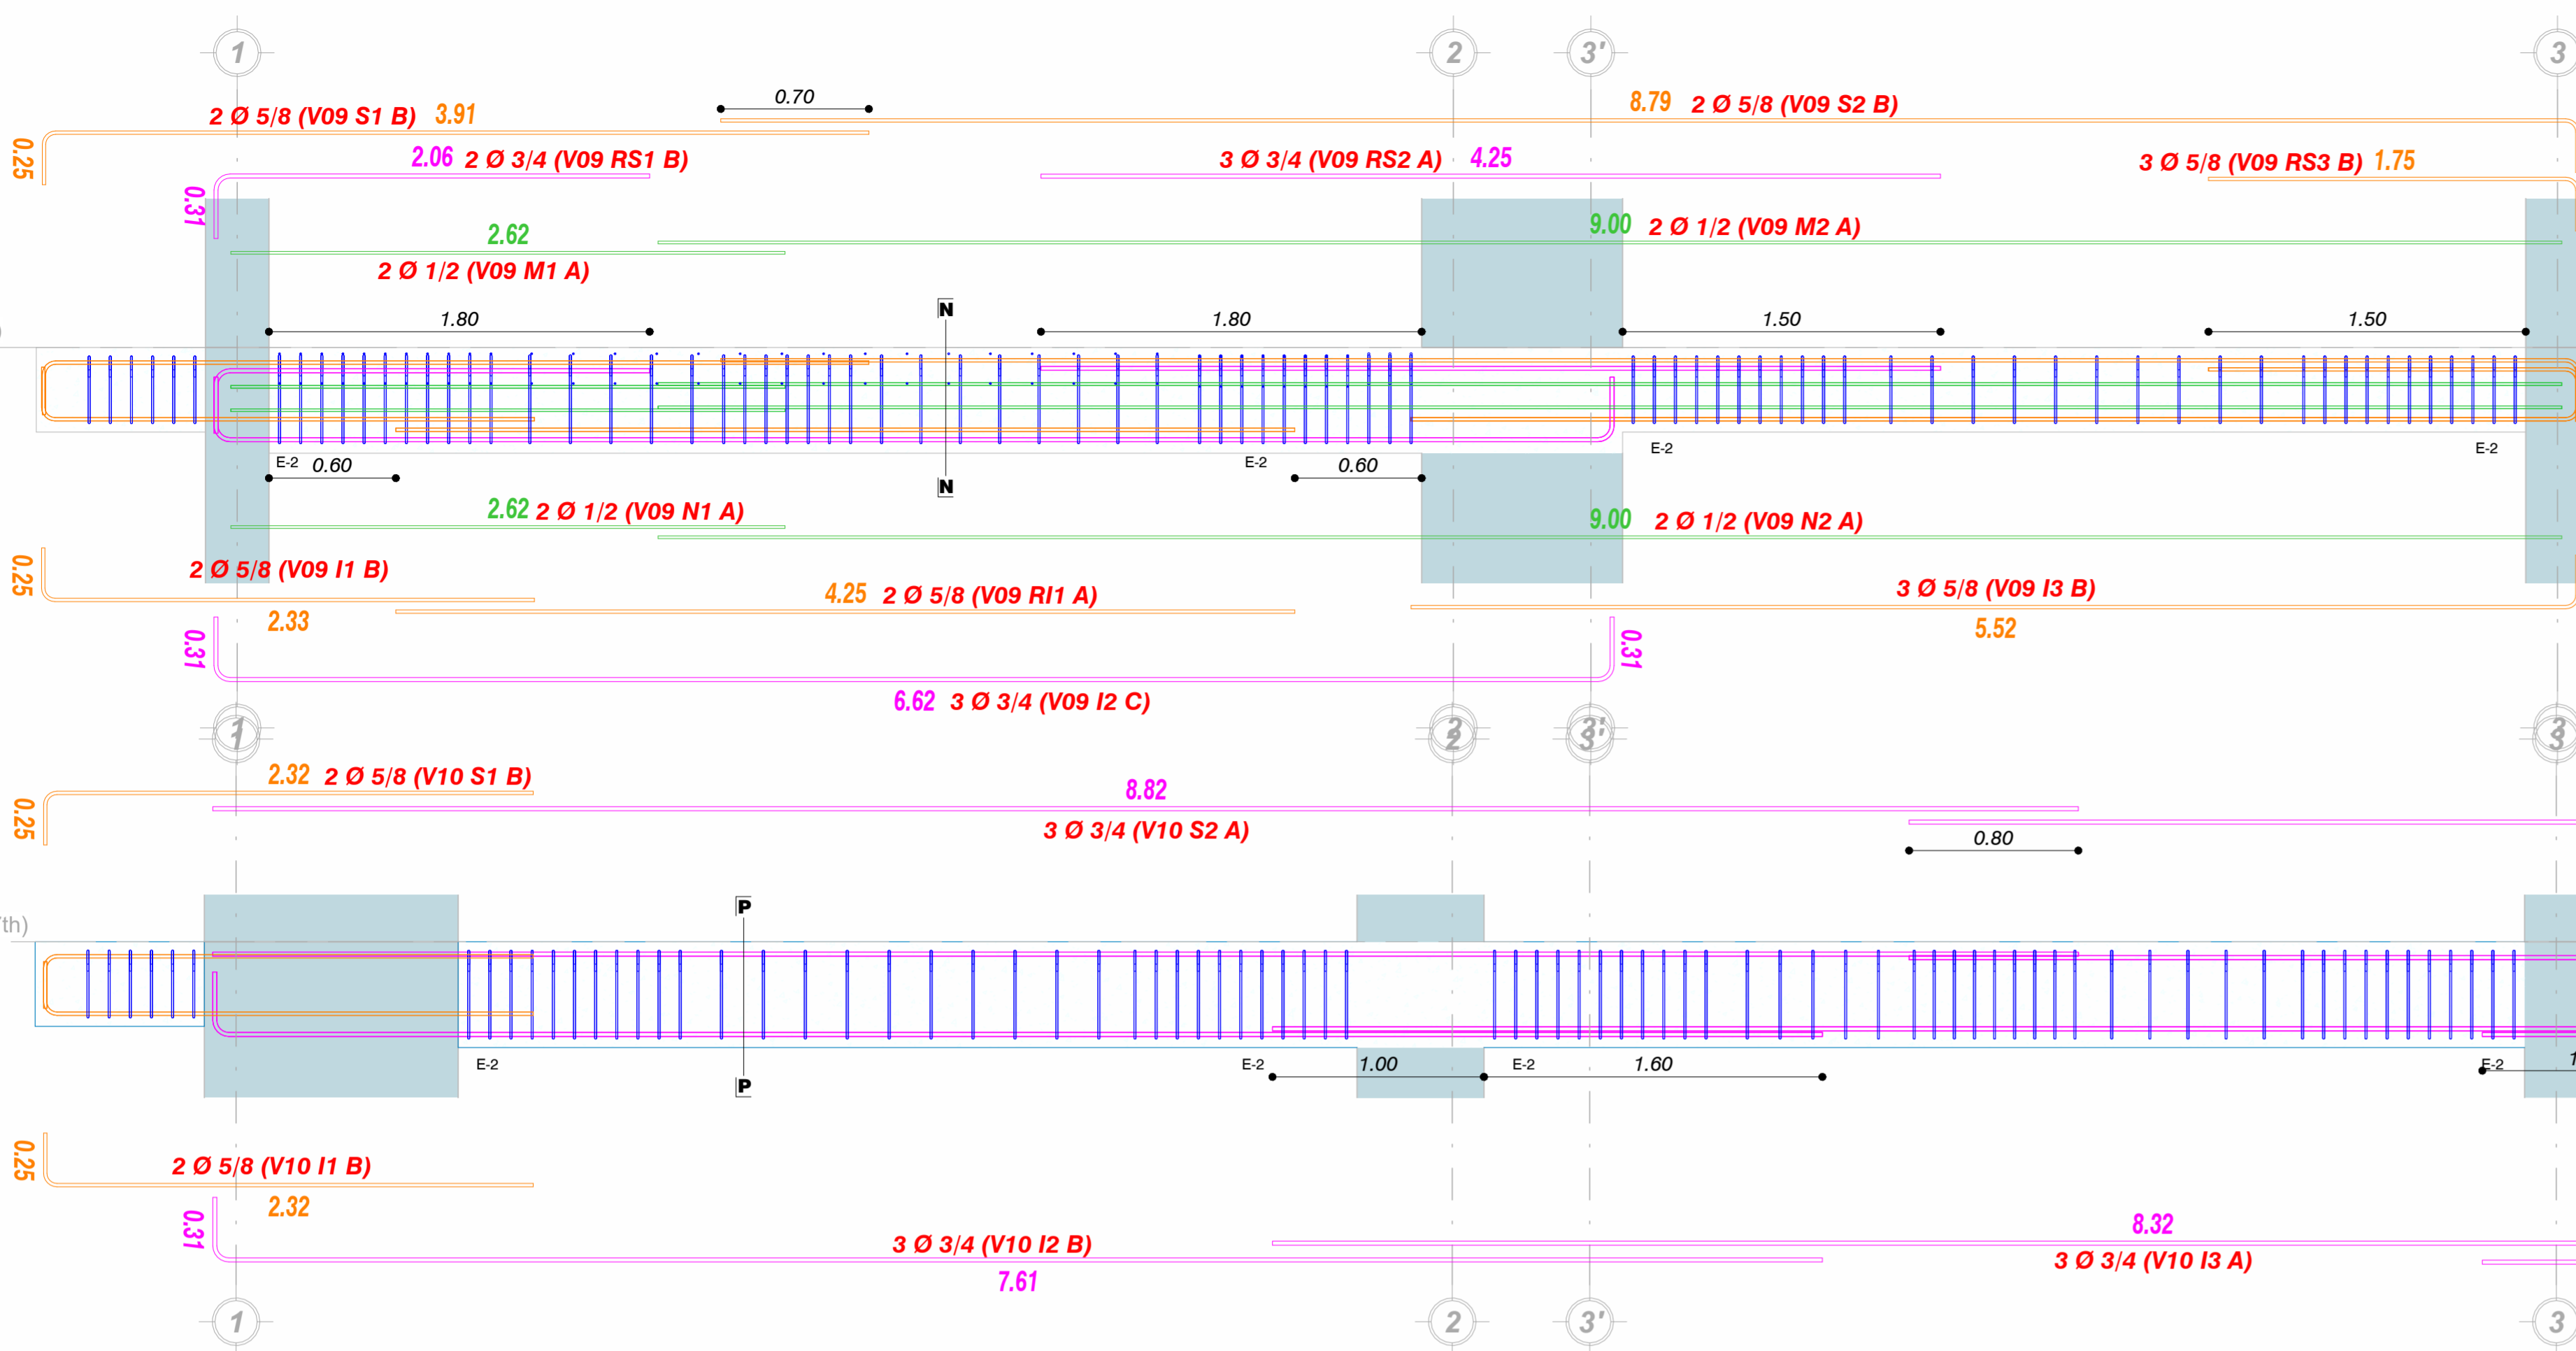 1
2
3'
3
0.70
8.79 2 Ø 5/8 (V09 S2 B)
2 Ø 5/8 (V09 S1 B) 3.91
0.25
2.06 2 Ø 3/4 (V09 RS1 B)
3 Ø 3/4 (V09 RS2 A) 4.25
3 Ø 5/8 (V09 RS3 B) 1.75
0.31
2.62
9.00 2 Ø 1/2 (V09 M2 A)
2 Ø 1/2 (V09 M1 A)
N
1.80
1.80
1.50
1.50
)
E-2 0.60
E-2
0.60
E-2
E-2
N
2.62 2 Ø 1/2 (V09 N1 A)
9.00 2 Ø 1/2 (V09 N2 A)
0.25
2 Ø 5/8 (V09 I1 B)
4.25 2 Ø 5/8 (V09 RI1 A)
3 Ø 5/8 (V09 I3 B)
2.33
5.52
0.31
0.31
6.62 3 Ø 3/4 (V09 I2 C)
1
2
3'
3
1
2
3'
3
2.32 2 Ø 5/8 (V10 S1 B)
8.82
0.25
3 Ø 3/4 (V10 S2 A)
0.80
P
th)
E-2
E-2
1.00
E-2
1.60
E-2
1
P
0.25
2 Ø 5/8 (V10 I1 B)
2.32
0.31
3 Ø 3/4 (V10 I2 B)
8.32
3 Ø 3/4 (V10 I3 A)
7.61
1
2
3'
3